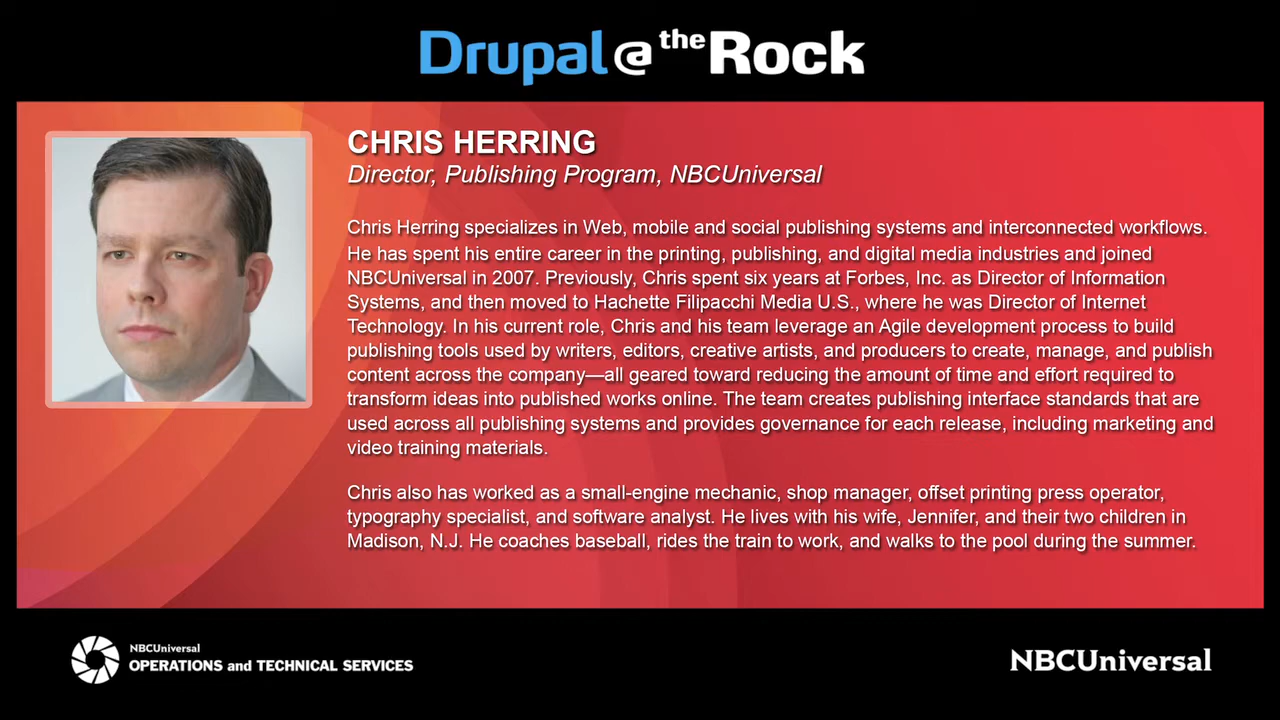 Drupal @ the Rock
CHRIS HERRING
Director, Publishing Program, NBCUniversal
Chris Herring specializes in Web, mobile and social publishing systems and interconnected workflows.
He has spent his entire career in the printing, publishing, and digital media industries and joined
NBCUniversal in 2007. Previously, Chris spent six years at Forbes, Inc. as Director of Information
Systems, and then moved to Hachette Filipacchi Media U.S., where he was Director of Internet
Technology. In his current role, Chris and his team leverage an Agile development process to build
publishing tools used by writers, editors, creative artists, and producers to create, manage, and publish
content across the company—all geared toward reducing the amount of time and effort required to
transform ideas into published works online. The team creates publishing interface standards that are
used across all publishing systems and provides governance for each release, including marketing and
video training materials.
Chris also has worked as a small-engine mechanic, shop manager, offset printing press operator,
typography specialist, and software analyst. He lives with his wife, Jennifer, and their two children in
Madison, N.J. He coaches baseball, rides the train to work, and walks to the pool during the summer.
NBCUniversal
OPERATIONS and TECHNICAL SERVICES
NBCUniversal